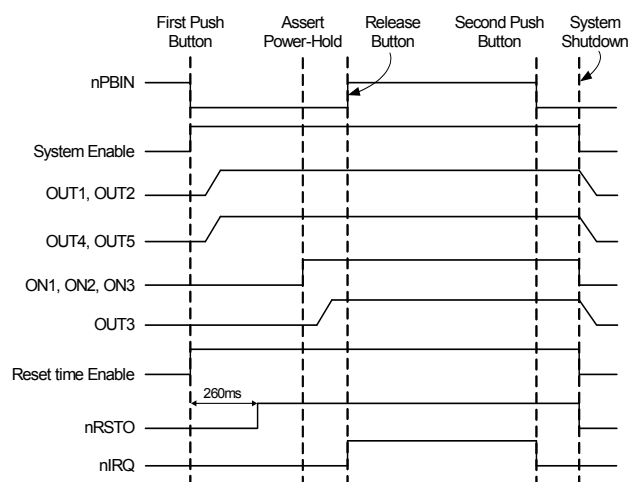 First Push
Button
Assert
Power-Hold
Release
Button
Second Push
Button
System
Shutdown
nPBIN
System Enable
OUT1, OUT2
OUT4, OUT5
ON1, ON2, ON3
OUT3
Reset time Enable
260ms
nRSTO
nIRQ